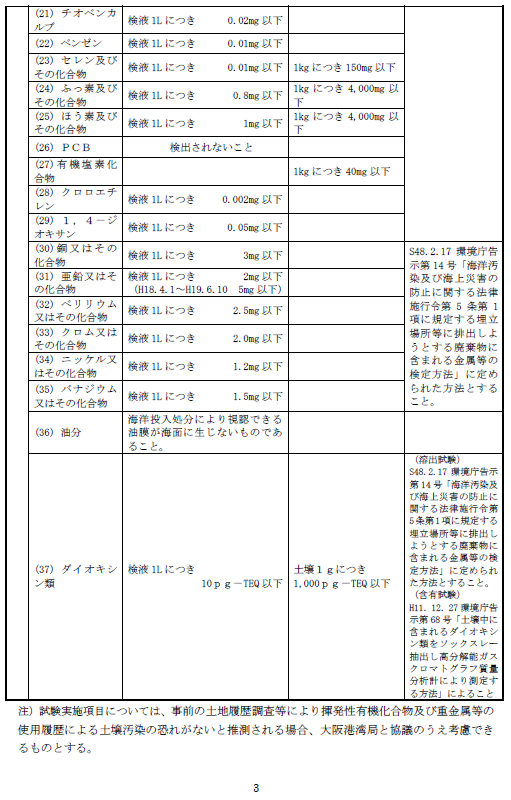 (21) チオベンカルブ 検液1Lにつき 0.02mg以下
(22) ベンゼン 検液1Lにつき 0.01mg以下
(23) セレン及びその化合物 検液1Lにつき 0.01mg以下 1kgにつき150mg以下
(24) ふっ素及びその化合物 検液1Lにつき 0.8mg以下 1kgにつき4,000mg以下
(25) ほう素及びその化合物 検液1Lにつき 1mg以下 1kgにつき4,000mg以下
(26) PCB 検出されないこと
(27)有機塩素化合物 1kgにつき40mg以下
(28) クロロエチレン 検液1Lにつき 0.002mg以下
(29) 1,4-ジオキサン 検液1Lにつき 0.05mg以下
(30)銅又はその化合物 検液1Lにつき 3mg以下
(31) 亜鉛又はその化合物 検液1Lにつき 2mg以下
(H18.4.1～H19.6.10 5mg以下)
(32) ベリリウム又はその化合物 検液1Lにつき 2.5mg以下
(33) クロム又はその化合物 検液1Lにつき 2.0mg以下
(34) ニッケル又はその化合物 検液1Lにつき 1.2mg以下
(35) バナジウム又はその化合物 検液1Lにつき 1.5mg以下
S48.2.17 環境庁告
示第14号「海洋汚
染及び海上災害の
防止に関する法律
施行令第5条第1
項に規定する埋立
場所等に排出しよ
うとする廃棄物に
含まれる金属等の
検定方法」に定め
られた方法とする
こと。
(36) 油分
海洋投入処分により視認できる
油膜が海面に生じないものであ
ること。
(37) ダイオキシン類
検液1Lにつき
10pg-TEQ以下
土壌1gにつき
1,000pg-TEQ以下
(溶出試験)
S48.2.17 環境庁告示
第14号「海洋汚染及
び海上災害の防止に
関する法律施行令第
5条第1項に規定する
埋立場所等に排出し
ようとする廃棄物に
含まれる金属等の検
定方法」に定められた
方法とすること。
(含有試験)
H11.12.27環境庁告
示第68号「土壌中に
含まれるダイオキシ
ン類をソックスレー
抽出し高分解能ガス
クロマトグラフ質量
分析計により測定す
る方法」によること
注）試験実施項目については、事前の土地履歴調査等により揮発性有機化合物及び重金属等の
使用履歴による土壌汚染の恐れがないと推測される場合、大阪港湾局と協議のうえ考慮でき
るものとする。
3